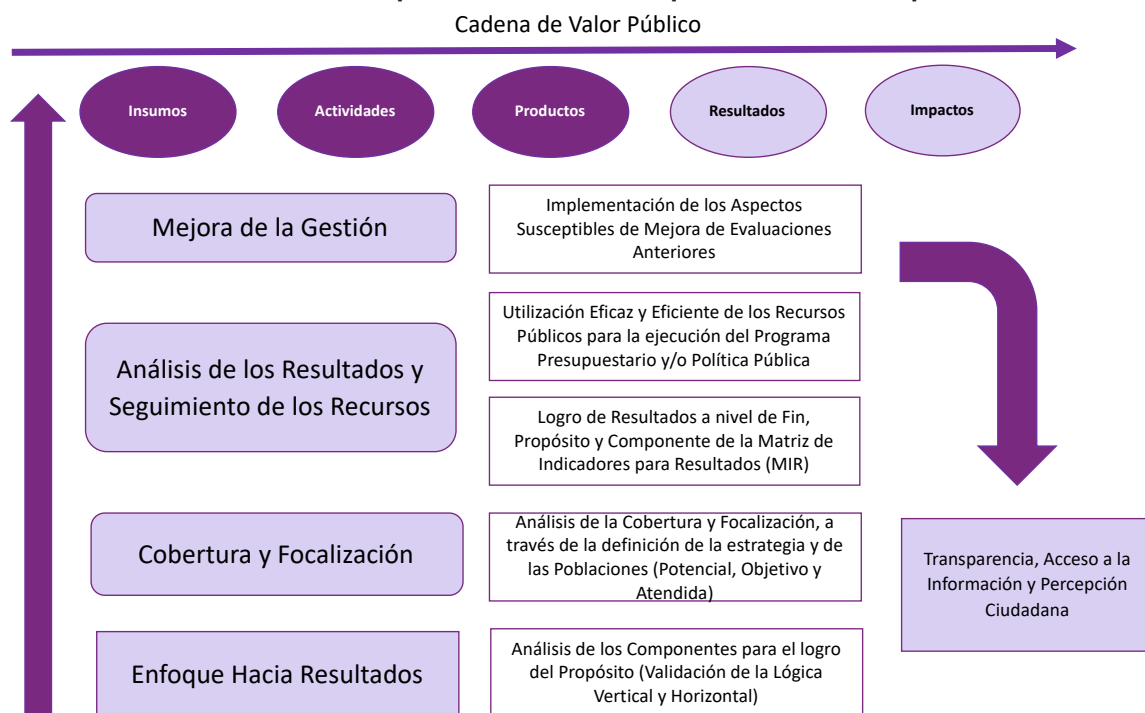 Cadena de Valor Público
Insumos
Actividades
Productos
Resultados
Impactos
Mejora de la Gestión
Implementación de los Aspectos
Susceptibles de Mejora de Evaluaciones
Anteriores
Análisis de los Resultados y
Seguimiento de los Recursos
Utilización Eficaz y Eficiente de los Recursos
Públicos para la ejecución del Programa
Presupuestario y/o Política Pública
Logro de Resultados a nivel de Fin,
Propósito y Componente de la Matriz de
Indicadores para Resultados (MIR)
Cobertura y Focalización
Análisis de la Cobertura y Focalización, a
través de la definición de la estrategia y de
las Poblaciones (Potencial, Objetivo y
Atendida)
Transparencia, Acceso a la
Información y Percepción
Ciudadana
Enfoque Hacia Resultados
Análisis de los Componentes para el logro
del Propósito (Validación de la Lógica
Vertical y Horizontal)